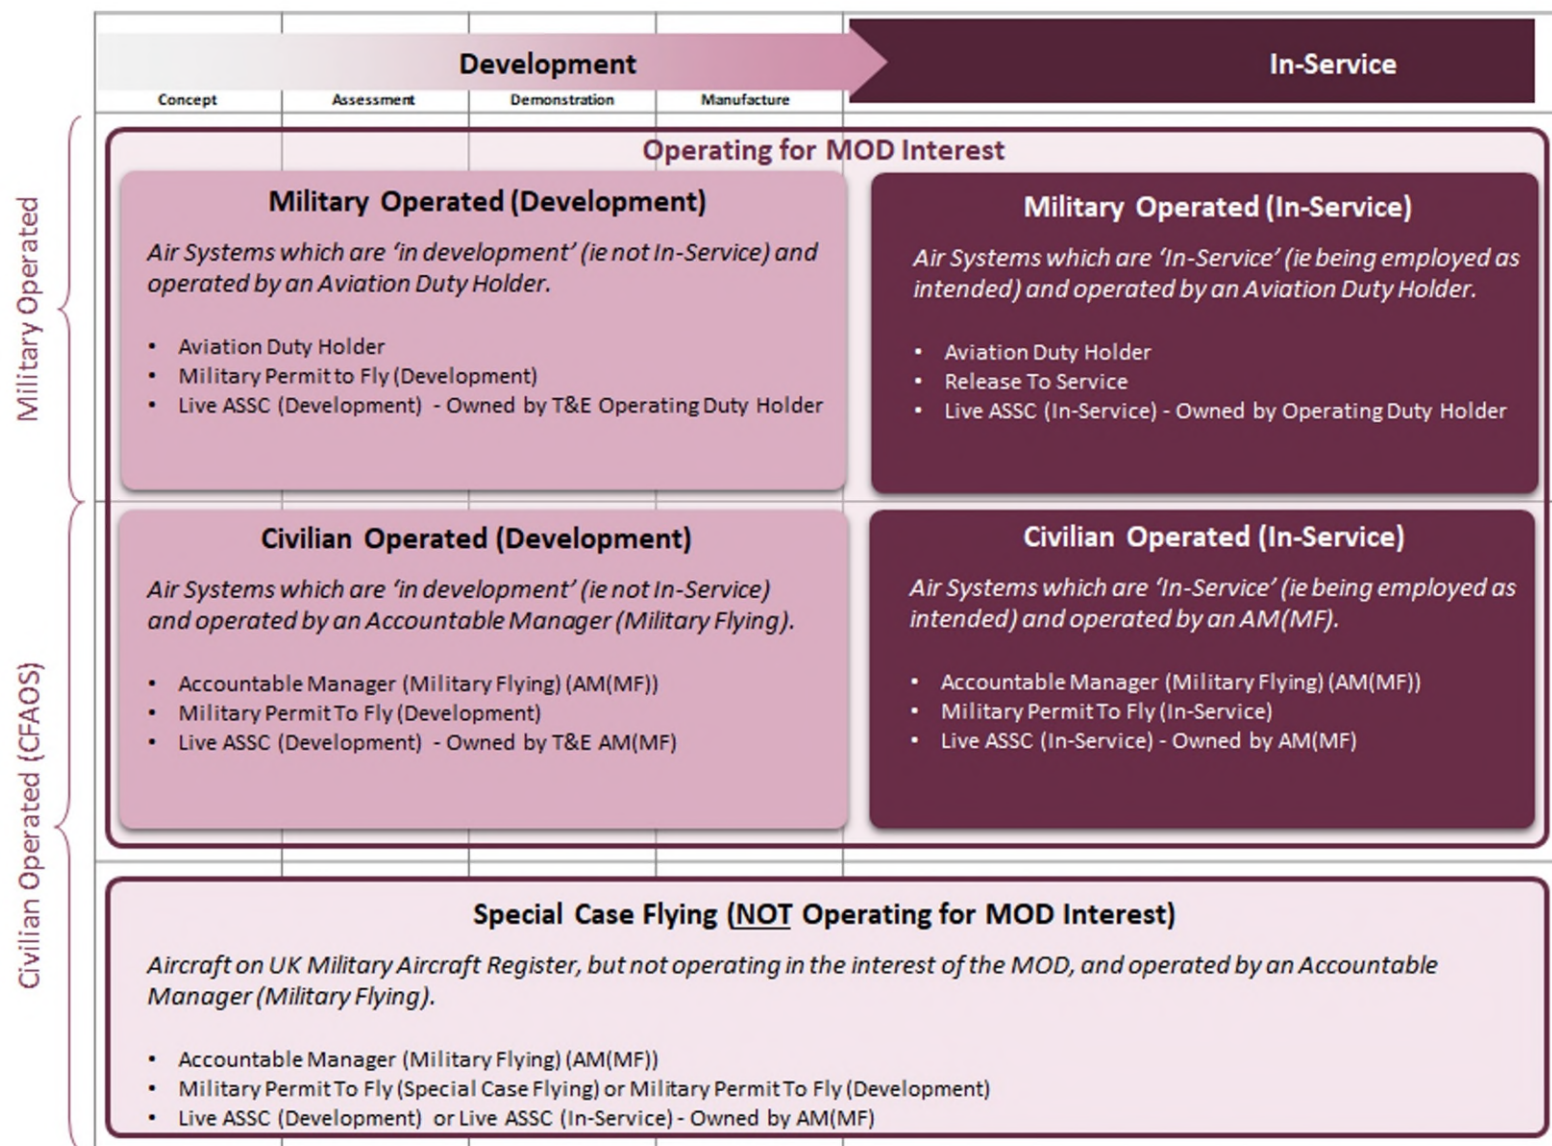 Development
In-Service
Concept
Assessment
Demonstration
Manufacture
Military Operated
Operating for MOD Interest
Military Operated (Development)
Air Systems which are ‘in development’ (ie not In-Service) and
operated by an Aviation Duty Holder.
• Aviation Duty Holder
• Military Permit to Fly (Development)
• Live ASSC (Development) - Owned by T&E Operating Duty Holder
Military Operated (In-Service)
Air Systems which are ‘In-Service’ (ie being employed as
intended) and operated by an Aviation Duty Holder.
• Aviation Duty Holder
• Release To Service
• Live ASSC (In-Service) - Owned by Operating Duty Holder
Civilian Operated (CFAOS)
Civilian Operated (Development)
Air Systems which are ‘in development’ (ie not In-Service)
and operated by an Accountable Manager (Military Flying).
• Accountable Manager (Military Flying) (AM(MF))
• Military Permit To Fly (Development)
• Live ASSC (Development) - Owned by T&E AM(MF)
Civilian Operated (In-Service)
Air Systems which are ‘In-Service’ (ie being employed as
intended) and operated by an AM(MF).
• Accountable Manager (Military Flying) (AM(MF))
• Military Permit To Fly (In-Service)
• Live ASSC (In-Service) - Owned by AM(MF)
Special Case Flying (NOT Operating for MOD Interest)
Aircraft on UK Military Aircraft Register, but not operating in the interest of the MOD, and operated by an Accountable
Manager (Military Flying).
• Accountable Manager (Military Flying) (AM(MF))
• Military Permit To Fly (Special Case Flying) or Military Permit To Fly (Development)
• Live ASSC (Development) or Live ASSC (In-Service) - Owned by AM(MF)